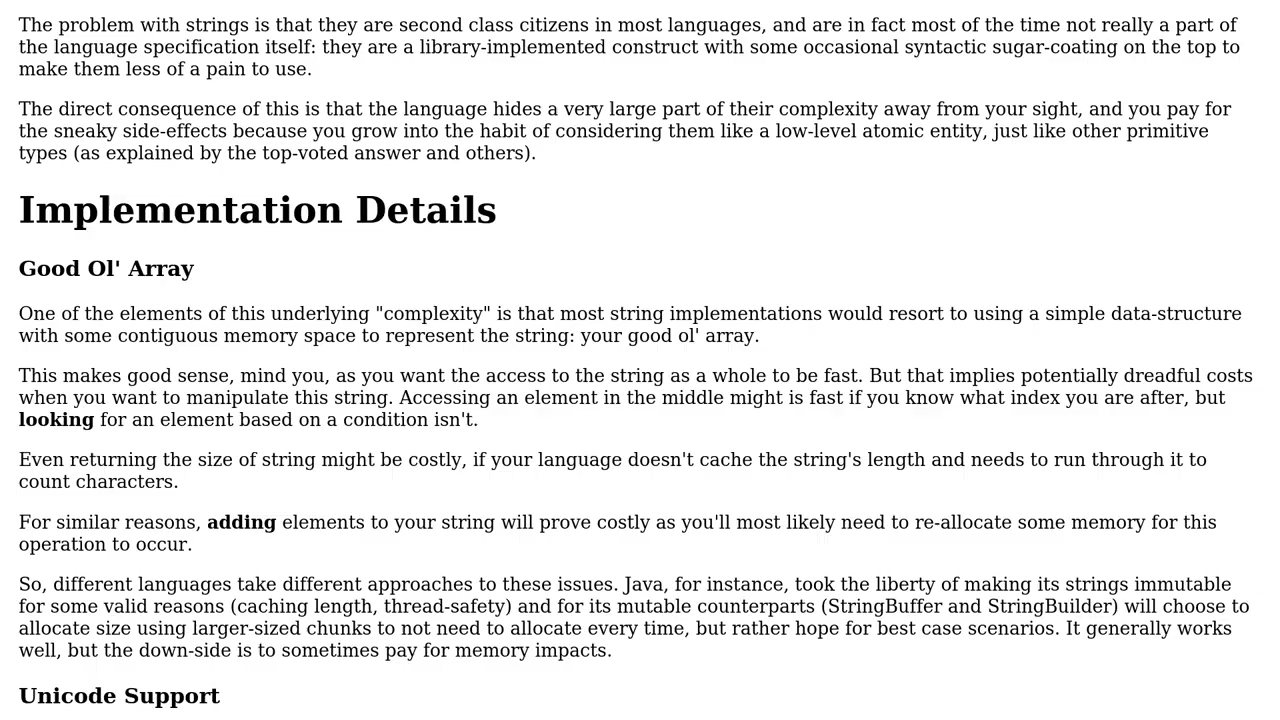 The problem with strings is that they are second class citizens in most languages, and are in fact most of the time not really a part of
the language specification itself: they are a library-implemented construct with some occasional syntactic sugar-coating on the top to
make them less of a pain to use.
The direct consequence of this is that the language hides a very large part of their complexity away from your sight, and you pay for
the sneaky side-effects because you grow into the habit of considering them like a low-level atomic entity, just like other primitive
types (as explained by the top-voted answer and others).
Implementation Details
Good Ol' Array
One of the elements of this underlying "complexity" is that most string implementations would resort to using a simple data-structure
with some contiguous memory space to represent the string: your good ol' array.
This makes good sense, mind you, as you want the access to the string as a whole to be fast. But that implies potentially dreadful costs
when you want to manipulate this string. Accessing an element in the middle might is fast if you know what index you are after, but
looking for an element based on a condition isn't.
Even returning the size of string might be costly, if your language doesn't cache the string's length and needs to run through it to
count characters.
For similar reasons, adding elements to your string will prove costly as you'll most likely need to re-allocate some memory for this
operation to occur.
So, different languages take different approaches to these issues. Java, for instance, took the liberty of making its strings immutable
for some valid reasons (caching length, thread-safety) and for its mutable counterparts (StringBuffer and StringBuilder) will choose to
allocate size using larger-sized chunks to not need to allocate every time, but rather hope for best case scenarios. It generally works
well, but the down-side is to sometimes pay for memory impacts.
Unicode Support